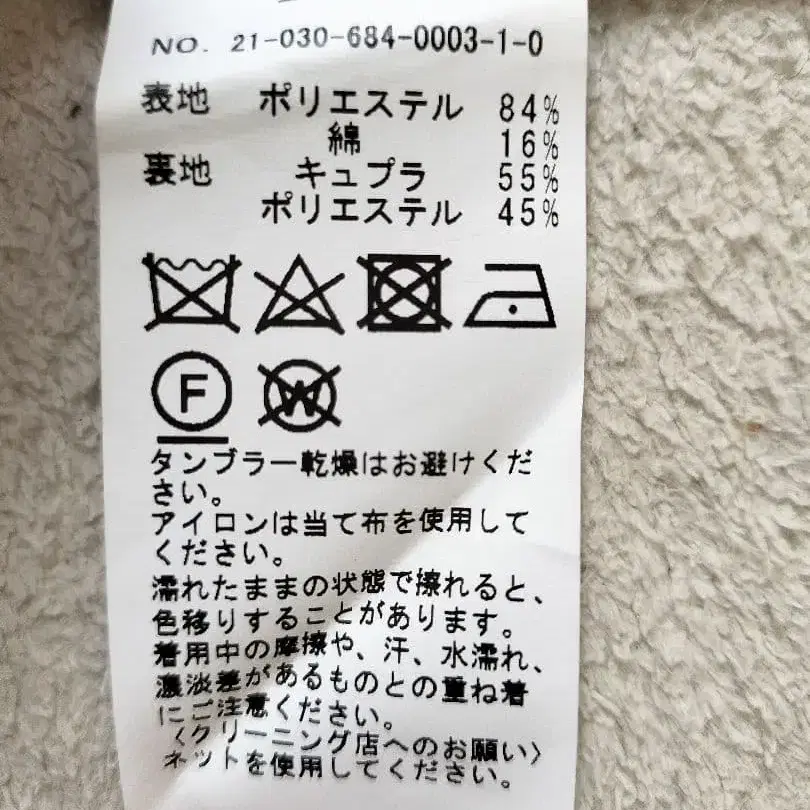 NO. 21-030-684-0003-1-0
表地 ポリエステル 84%
綿 16%
裏地 キュプラ 55%
ポリエステル 45%
F W
タンブラー乾燥はお避けくだ
さい。
アイロンは当て布を使用して
ください。
濡れたままの状態で擦れると、
色移りすることがあります。
着用中の摩擦や、汗、水濡れ、
濃淡差があるものとの重ね着
にご注意ください。
〈クリーニング店へのお願い〉
ネットを使用してください。